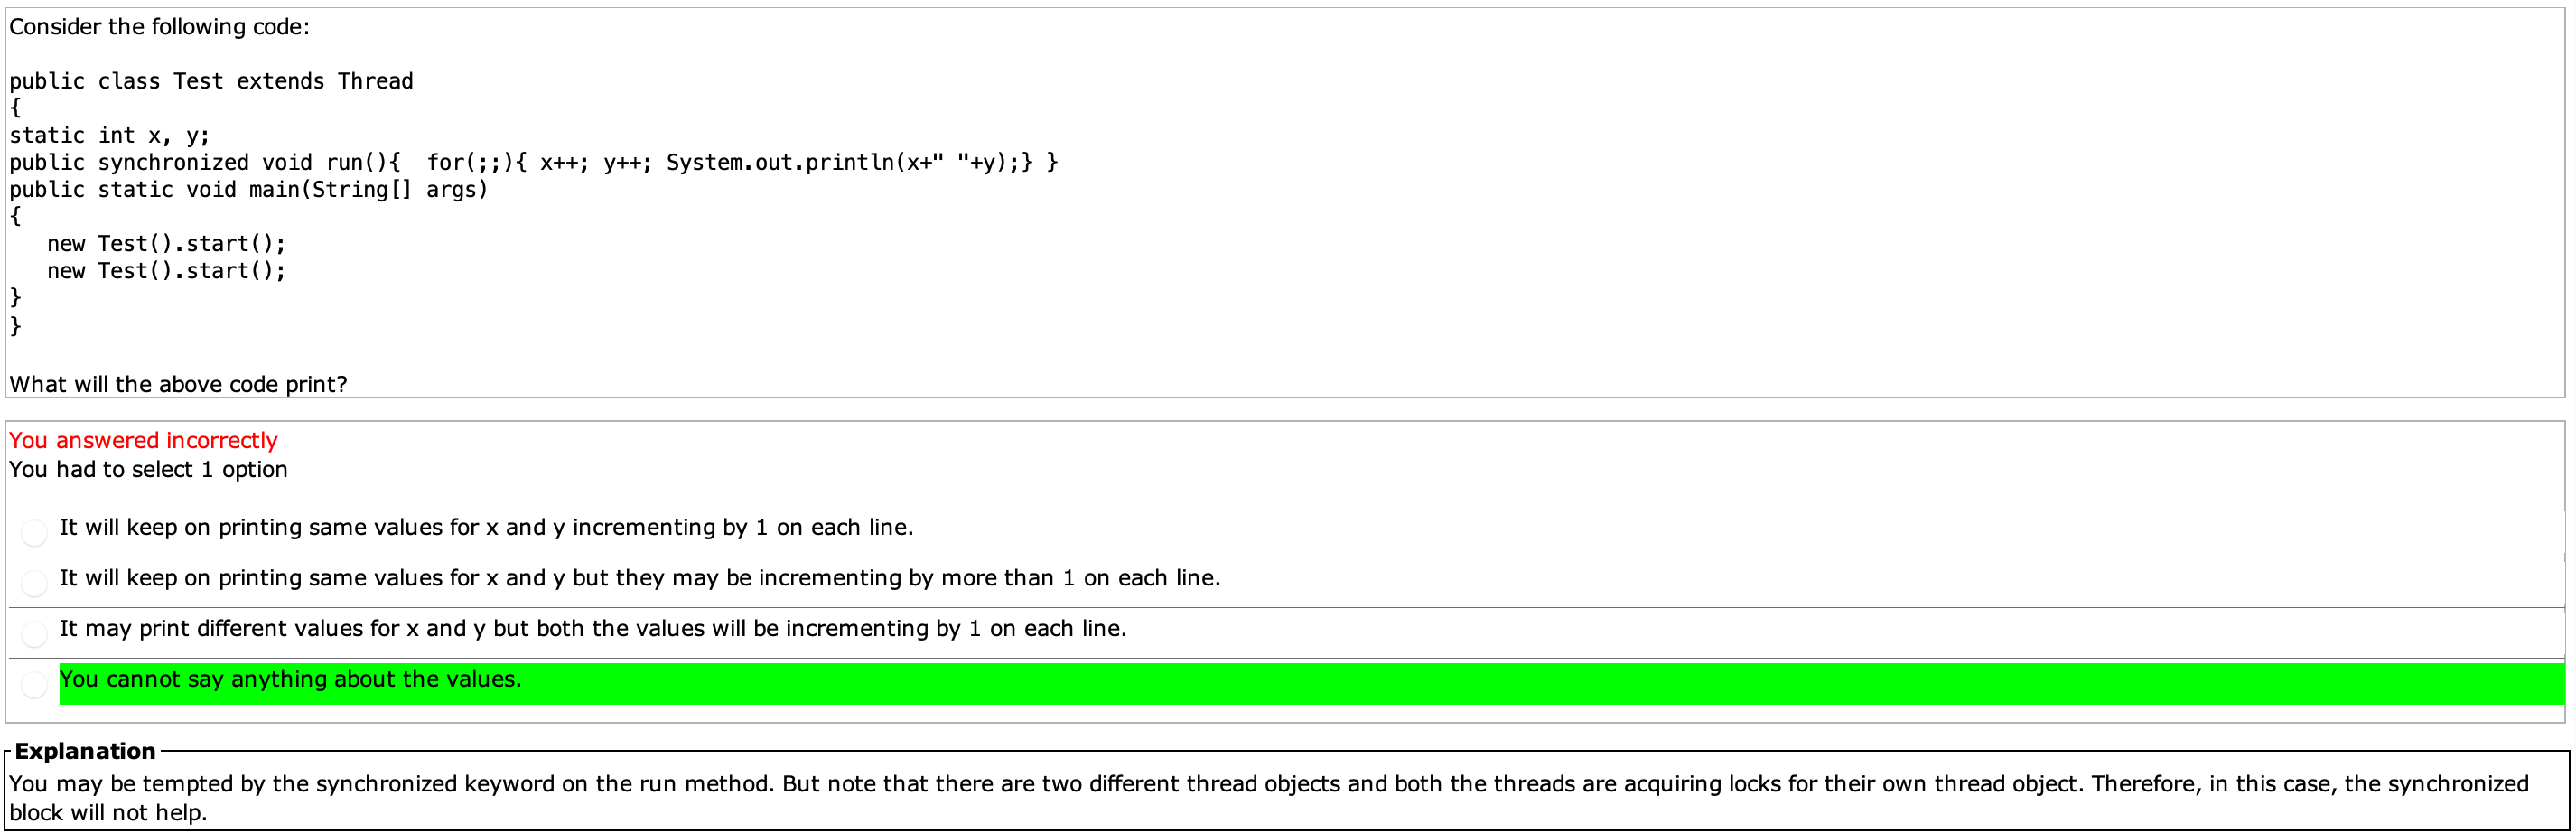 Consider the following code:
public class Test extends Thread
{
static int x, y;
public synchronized void run(){  for(;;){ x++; y++; System.out.println(x+" "+y);} }
public static void main(String[] args)
{
   new Test().start();
   new Test().start();
}
}
What will the above code print?
You answered incorrectly
You had to select 1 option
It will keep on printing same values for x and y incrementing by 1 on each line.
It will keep on printing same values for x and y but they may be incrementing by more than 1 on each line.
It may print different values for x and y but both the values will be incrementing by 1 on each line.
You cannot say anything about the values.
Explanation
You may be tempted by the synchronized keyword on the run method. But note that there are two different thread objects and both the threads are acquiring locks for their own thread object. Therefore, in this case, the synchronized
block will not help.